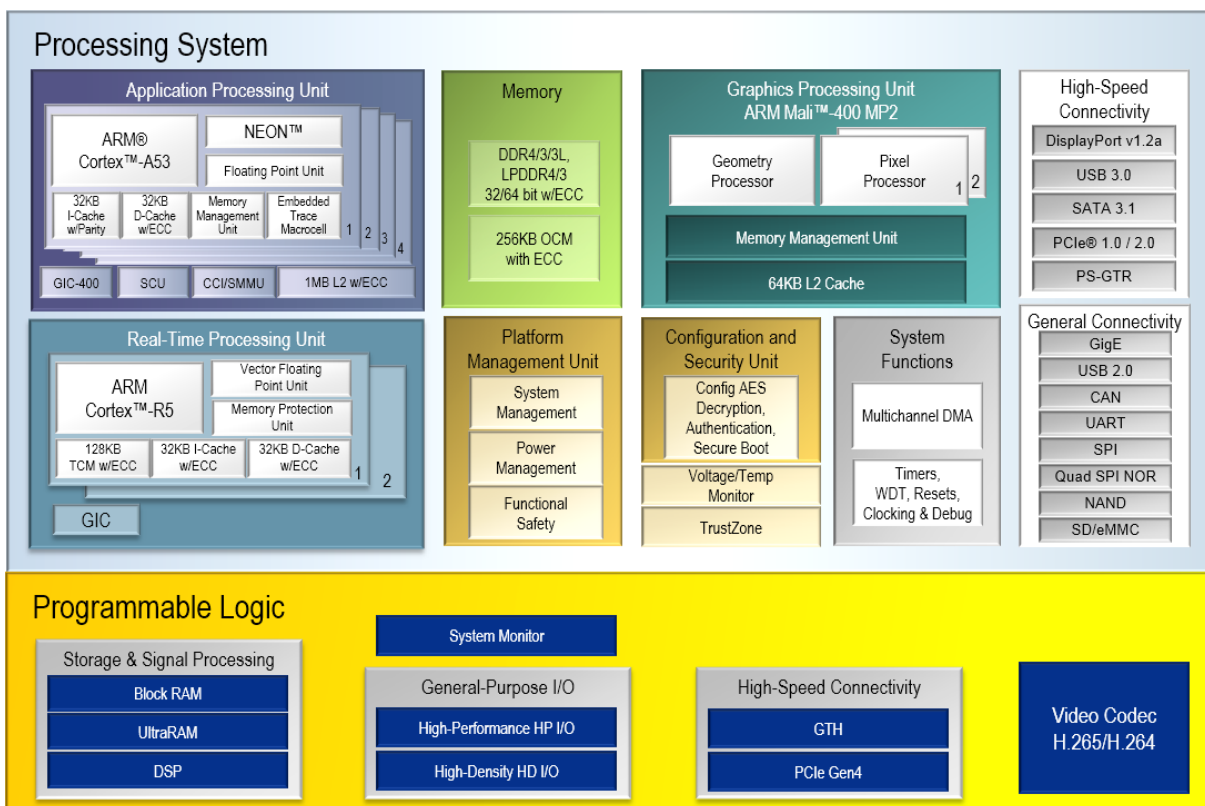 Processing System
Application Processing Unit
ARM®
Cortex™-A53
NEON™
Floating Point Unit
32KB
I-Cache
w/Parity
32KB
D-Cache
w/ECC
Memory
Management
Unit
Embedded
Trace
Macrocell
1
2
3
4
GIC-400
SCU
CCI/SMMU
1MB L2 w/ECC
Memory
DDR4/3/3L,
LPDDR4/3
32/64 bit w/ECC
256KB OCM
with ECC
Graphics Processing Unit
ARM Mali™-400 MP2
Geometry
Processor
Pixel
Processor
1
2
Memory Management Unit
64KB L2 Cache
High-Speed
Connectivity
DisplayPort v1.2a
USB 3.0
SATA 3.1
PCIe® 1.0 / 2.0
PS-GTR
Real-Time Processing Unit
ARM
Cortex™-R5
Vector Floating
Point Unit
Memory Protection
Unit
128KB
TCM w/ECC
32KB I-Cache
w/ECC
32KB D-Cache
w/ECC
1
2
GIC
Platform
Management Unit
System
Management
Power
Management
Functional
Safety
Configuration and
Security Unit
Config AES
Decryption,
Authentication,
Secure Boot
Voltage/Temp
Monitor
TrustZone
System
Functions
Multichannel DMA
Timers,
WDT, Resets,
Clocking & Debug
General Connectivity
GigE
USB 2.0
CAN
UART
SPI
Quad SPI NOR
NAND
SD/eMMC
Programmable Logic
Storage & Signal Processing
Block RAM
UltraRAM
DSP
System Monitor
General-Purpose I/O
High-Performance HP I/O
High-Density HD I/O
High-Speed Connectivity
GTH
PCIe Gen4
Video Codec
H.265/H.264